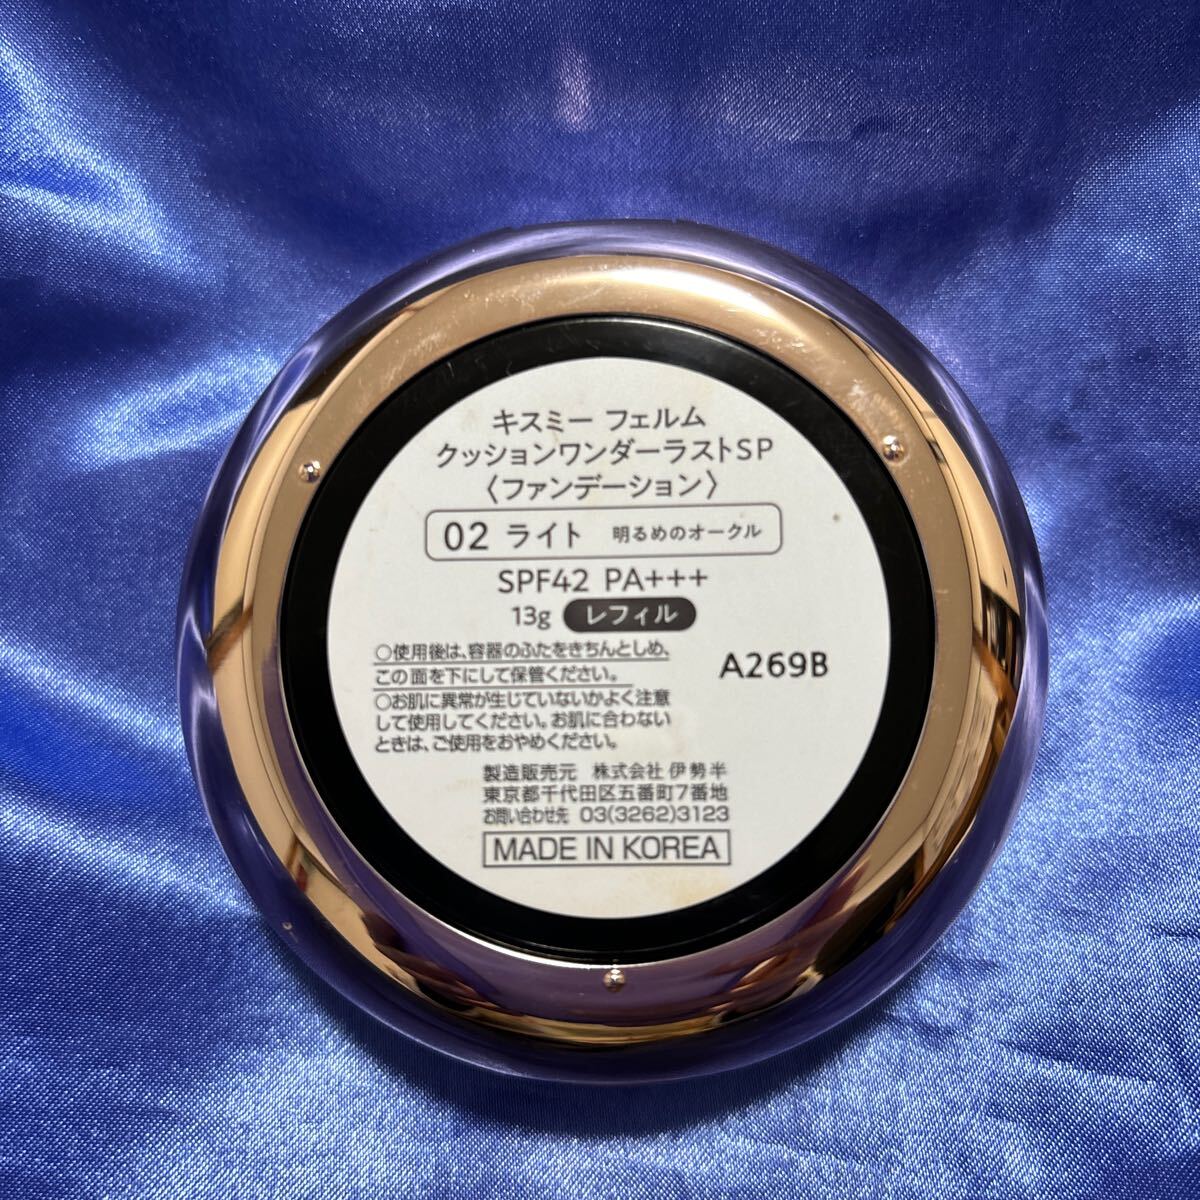 キスミー フェルム
クッションワンダーラストSP
〈ファンデーション〉
02 ライト 明るめのオークル
SPF42 PA+++
13g レフィル
○使用後は、容器のふたをきちんとしめ、
この面を下にして保管ください。
○お肌に異常が生じていないかよく注意
して使用してください。お肌に合わない
ときは、ご使用をおやめください。
A269B
製造販売元 株式会社 伊勢半
東京都千代田区五番町7番地
お問い合わせ先 03(3262)3123
MADE IN KOREA